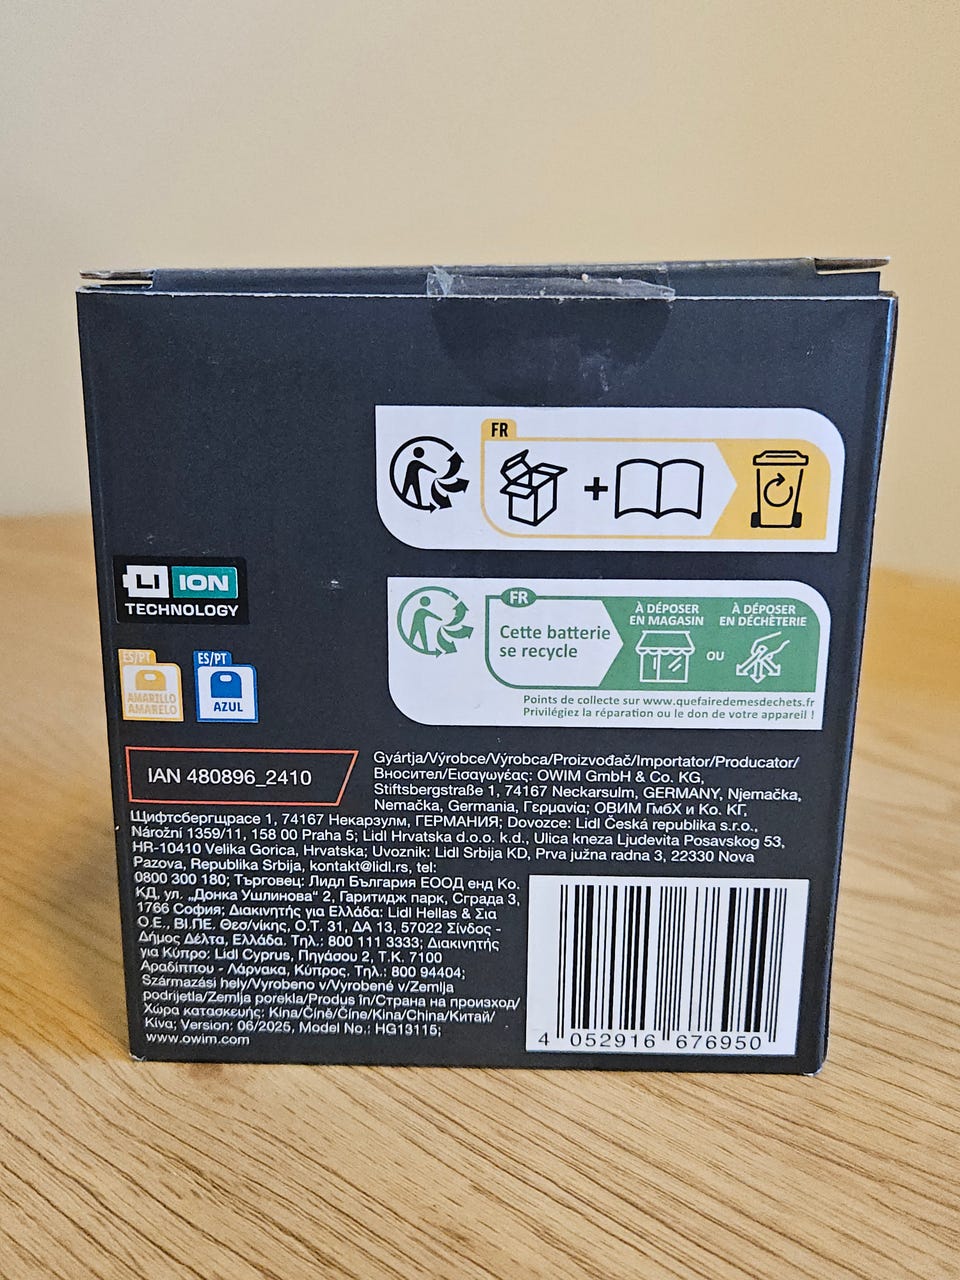 FR
+
FR
Cette batterie
se recycle
À DÉPOSER
EN MAGASIN
OU
À DÉPOSER
EN DÉCHÈTERIE
Points de collecte sur www.quefairedemesdechets.fr
Privilégiez la réparation ou le don de votre appareil !
LI ION
TECHNOLOGY
ES/PT
AMARILLO
AMARELO
ES/PT
AZUL
IAN 480896_2410
Gyártja/Výrobce/Výrobca/Proizvođač/Importator/Producator/
Вносител/Εισαγωγέας: OWIM GmbH & Co. KG,
Stiftsbergstraße 1, 74167 Neckarsulm, GERMANY, Njemačka,
Nemačka, Germania, Γερμανία; ОВИМ ГмбХ и Ко. КГ,
Щифтсбергщрасе 1, 74167 Некарзулм, ГЕРМАНИЯ; Dovozce: Lidl Česká republika s.r.o.,
Nárožní 1359/11, 158 00 Praha 5; Lidl Hrvatska d.o.o. k.d., Ulica kneza Ljudevita Posavskog 53,
HR-10410 Velika Gorica, Hrvatska; Uvoznik: Lidl Srbija KD, Prva južna radna 3, 22330 Nova
Pazova, Republika Srbija, kontakt@lidl.rs, tel:
0800 300 180; Търговец: Лидл България ЕООД енд Ко.
КД, ул. „Донка Ушлинова“ 2, Гаритидж парк, Сграда 3,
1766 София; Διακινητής για Ελλάδα: Lidl Hellas & Σια
Ο.Ε., ΒΙ.ΠΕ. Θεσ/νίκης, Ο.Τ. 31, ΔΑ 13, 57022 Σίνδος -
Δήμος Δέλτα, Ελλάδα. Τηλ.: 800 111 3333; Διακινητής
για Κύπρο: Lidl Cyprus, Πηγάσου 2, Τ.Κ. 7100
Αραδίππου - Λάρνακα, Κύπρος. Τηλ.: 800 94404;
Származási hely/Vyrobeno v/Vyrobené v/Zemlja
podrijetla/Zemlja porekla/Produs în/Страна на произход/
Χώρα κατασκευής: Kína/Číně/Číne/Kina/China/Китай/
Κίνα; Version: 06/2025, Model No.: HG13115;
www.owim.com
4 052916 676950